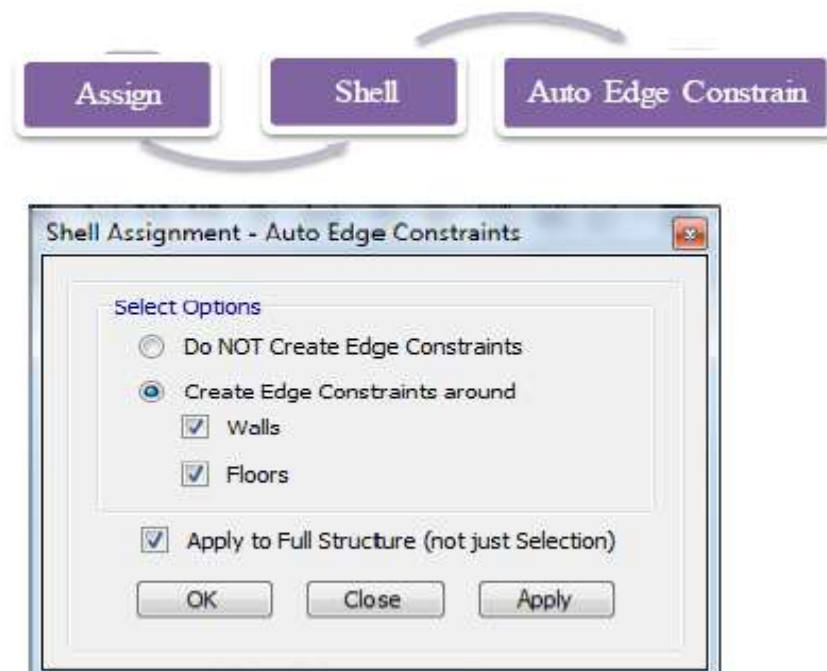 Assign
Shell
Auto Edge Constrain
Shell Assignment - Auto Edge Constraints
Select Options
Do NOT Create Edge Constraints
Create Edge Constraints around
Walls
Floors
Apply to Full Structure (not just Selection)
OK Close Apply